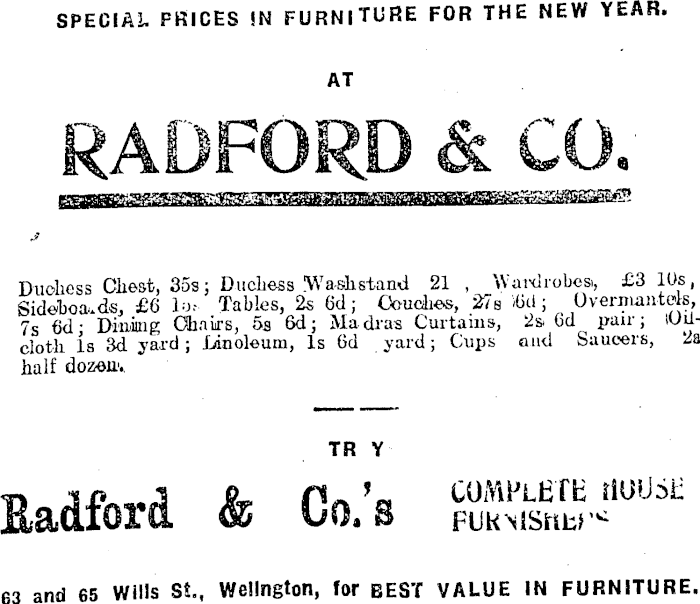 SPECIAL PRICES IN FURNITURE FOR THE NEW YEAR.
AT
RADFORD & CO.
Duchess Chest, 35s; Duchess Washstand 21 , Wardrobes, £3 10s,
Sideboards, £6 Tables, 2s 6d; Couches, 27s 6d; Overmantels,
7s 6d; Dining Chairs, 5s 6d; Madras Curtains, 2s 6d pair; Oil-
cloth 1s 3d yard; Linoleum, 1s 6d yard; Cups and Saucers, 2s
half dozen.
TRY
Radford & Co.'s COMPLETE HOUSE
FURNISHERS
63 and 65 Willis St., Wellngton, for BEST VALUE IN FURNITURE.